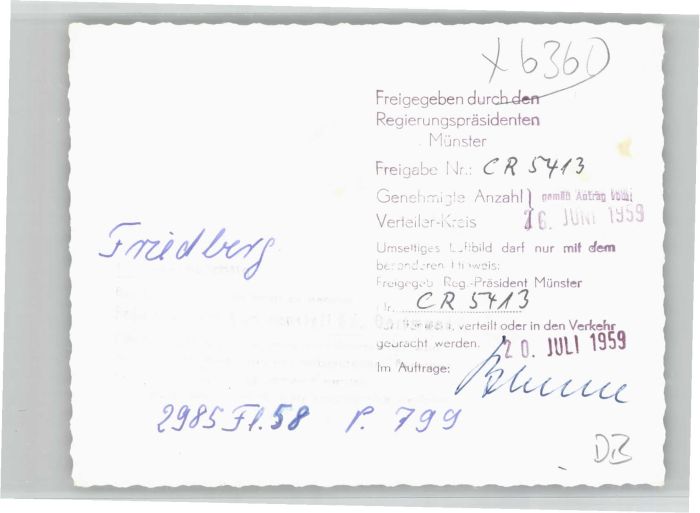 X6360
Freigegeben durch den
Regierungspräsidenten
Münster
Freigabe Nr.: CR 5413
Genehmigte Anzahl } gemäß Antrag vom
Verteiler-Kreis 16. JUNI 1959
Umseitiges Luftbild darf nur mit dem
besonderen Hinweis:
Freigegeb. Reg.-Präsident Münster
Nr. CR 5413
Friedberg
verteilt oder in den Verkehr
gebracht werden. 20. JULI 1959
Im Auftrage:
2985 Fl. 58 P. 799
DB